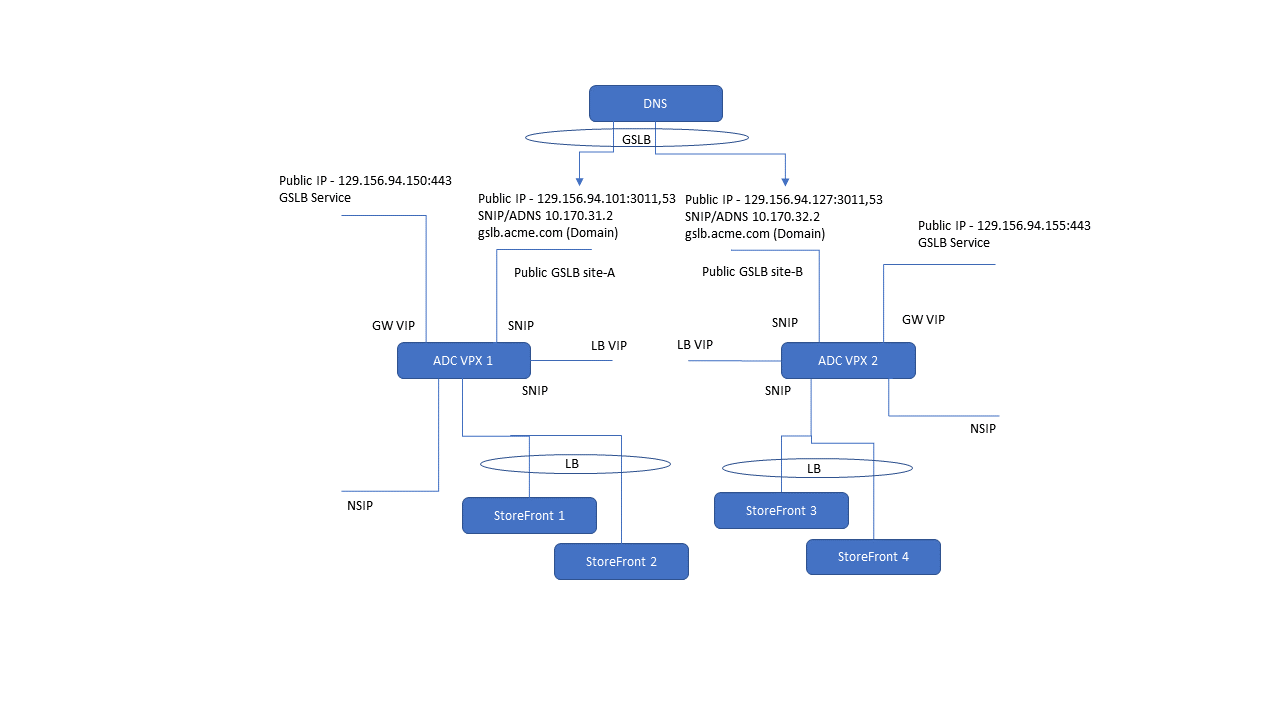 DNS
GSLB
Public IP - 129.156.94.150:443
GSLB Service
Public IP - 129.156.94.101:3011,53
SNIP/ADNS 10.170.31.2
gslb.acme.com (Domain)
Public IP - 129.156.94.127:3011,53
SNIP/ADNS 10.170.32.2
gslb.acme.com (Domain)
Public IP - 129.156.94.155:443
GSLB Service
Public GSLB site-A
Public GSLB site-B
GW VIP
SNIP
SNIP
GW VIP
LB VIP
LB VIP
ADC VPX 1
ADC VPX 2
SNIP
SNIP
NSIP
LB
LB
NSIP
StoreFront 1
StoreFront 3
StoreFront 2
StoreFront 4